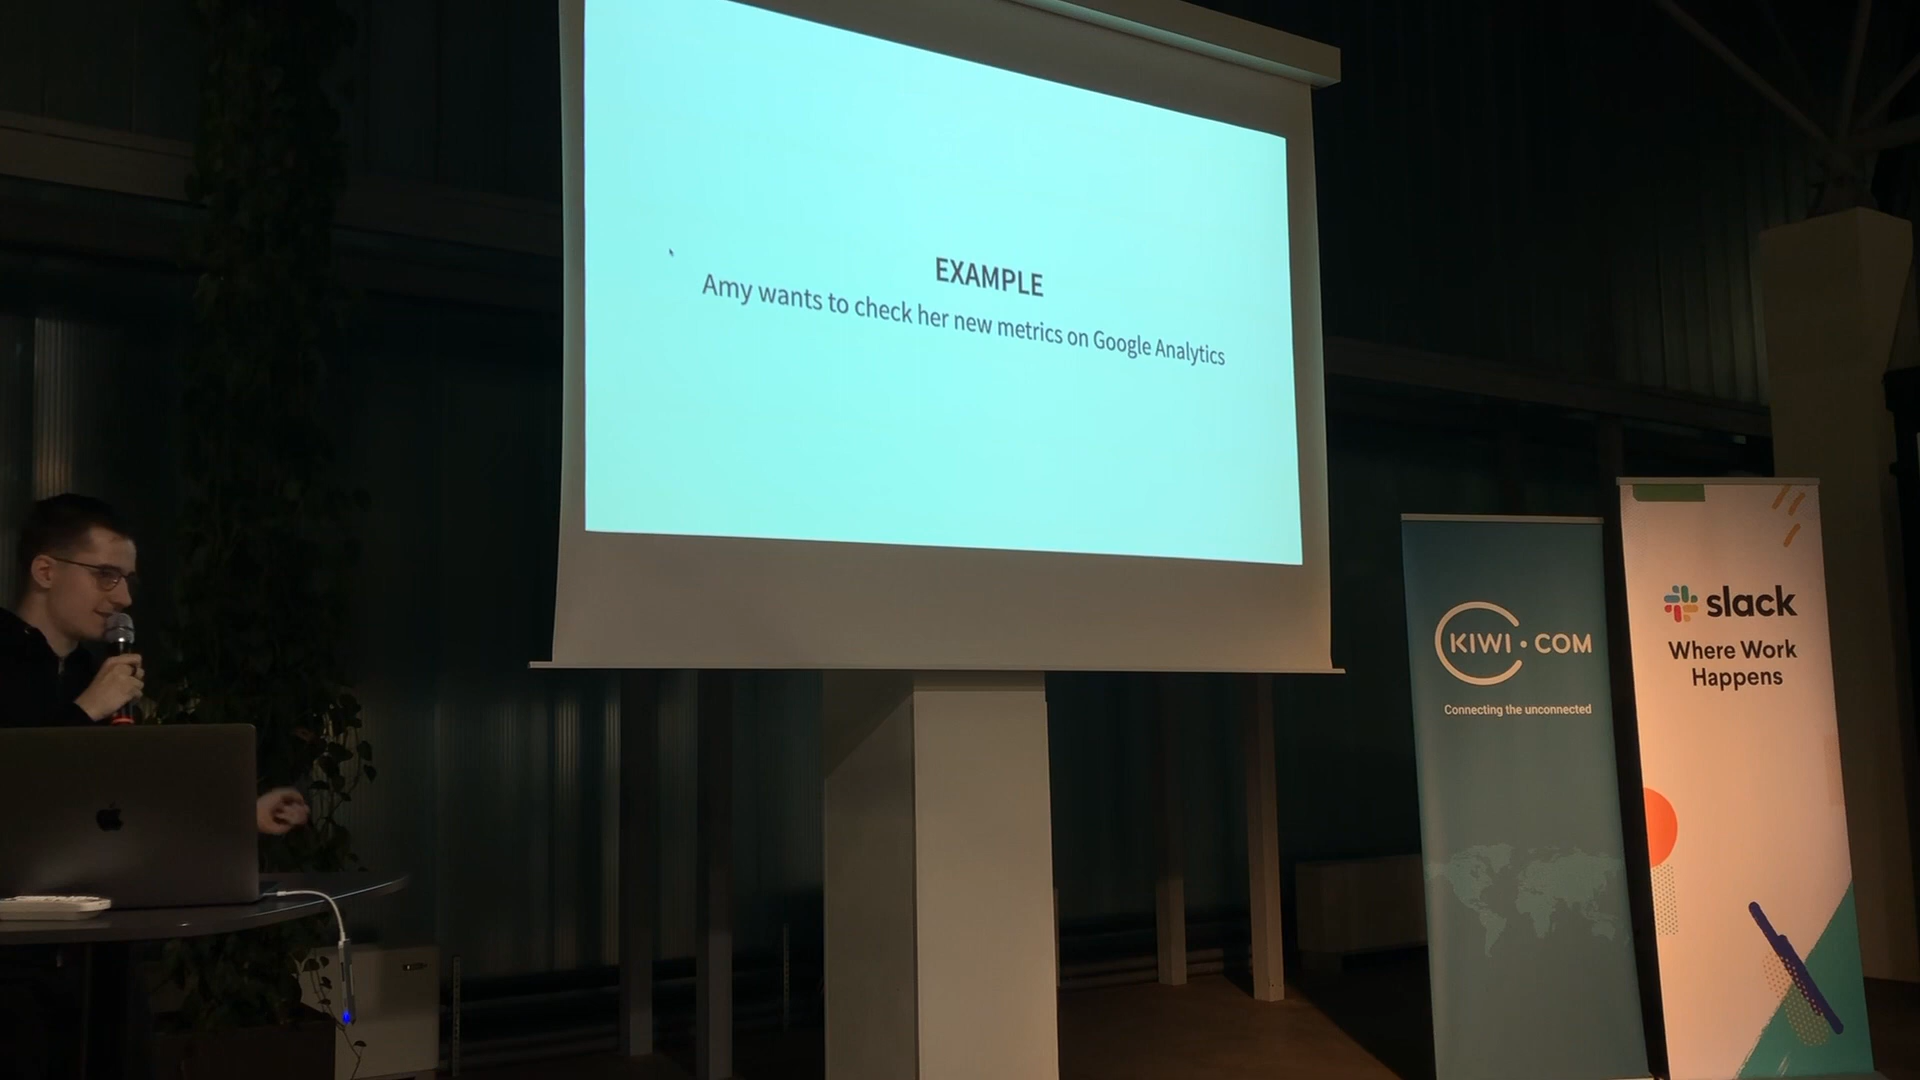 EXAMPLE
Amy wants to check her new metrics on Google Analytics
KIWI.COM
Connecting the unconnected
slack
Where Work
Happens